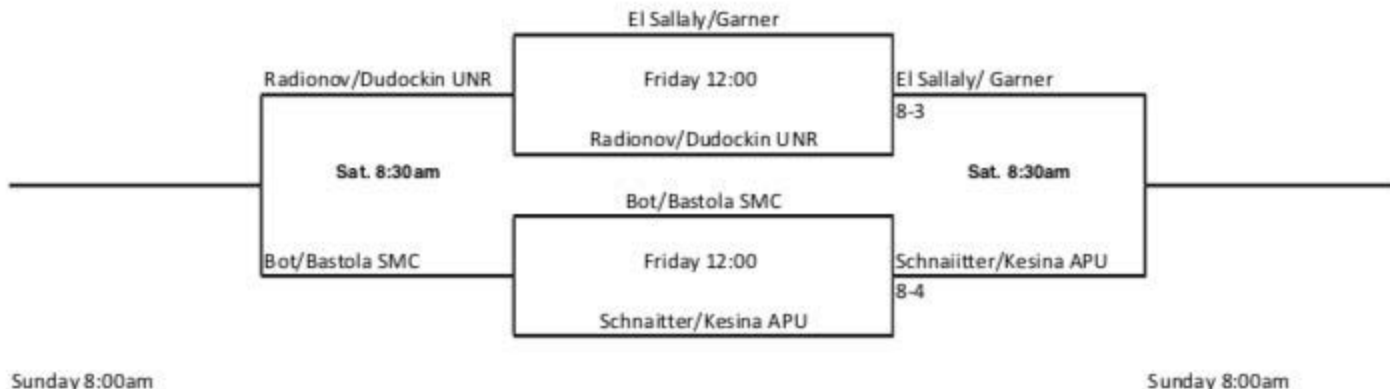 El Sallaly/Garner
Radionov/Dudockin UNR
Friday 12:00
El Sallaly/ Garner
8-3
Radionov/Dudockin UNR
Sat. 8:30am
Sat. 8:30am
Bot/Bastola SMC
Bot/Bastola SMC
Friday 12:00
Schnaiitter/Kesina APU
8-4
Schnaitter/Kesina APU
Sunday 8:00am
Sunday 8:00am